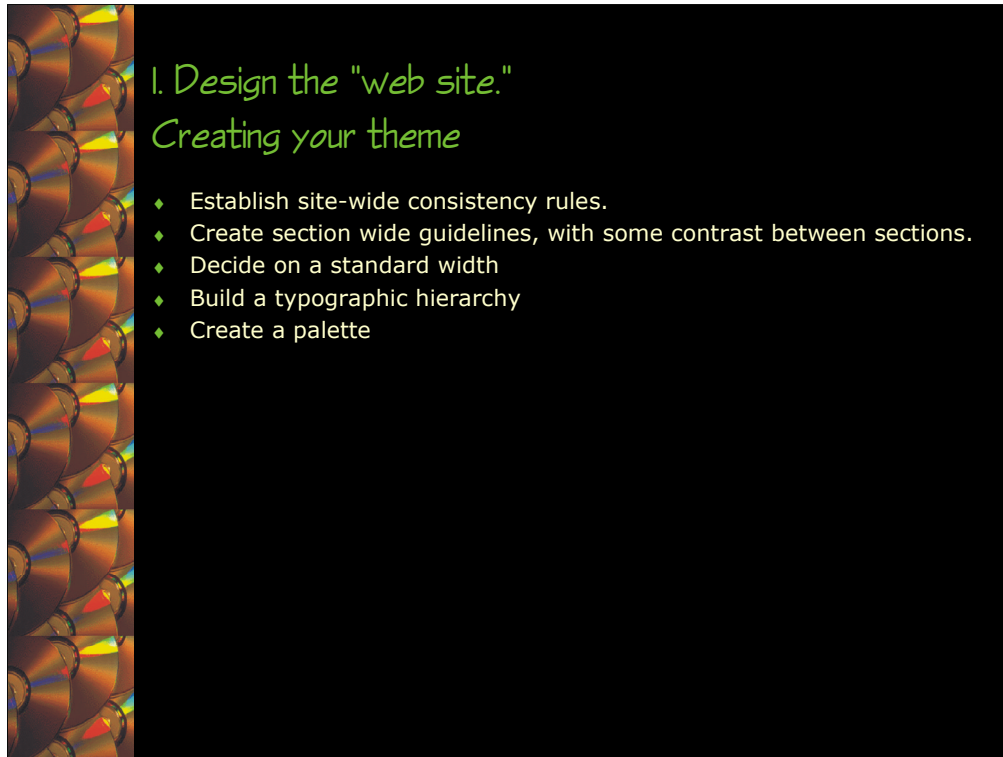 1. Design the "web site."
Creating your theme
♦ Establish site-wide consistency rules.
♦ Create section wide guidelines, with some contrast between sections.
♦ Decide on a standard width
♦ Build a typographic hierarchy
♦ Create a palette